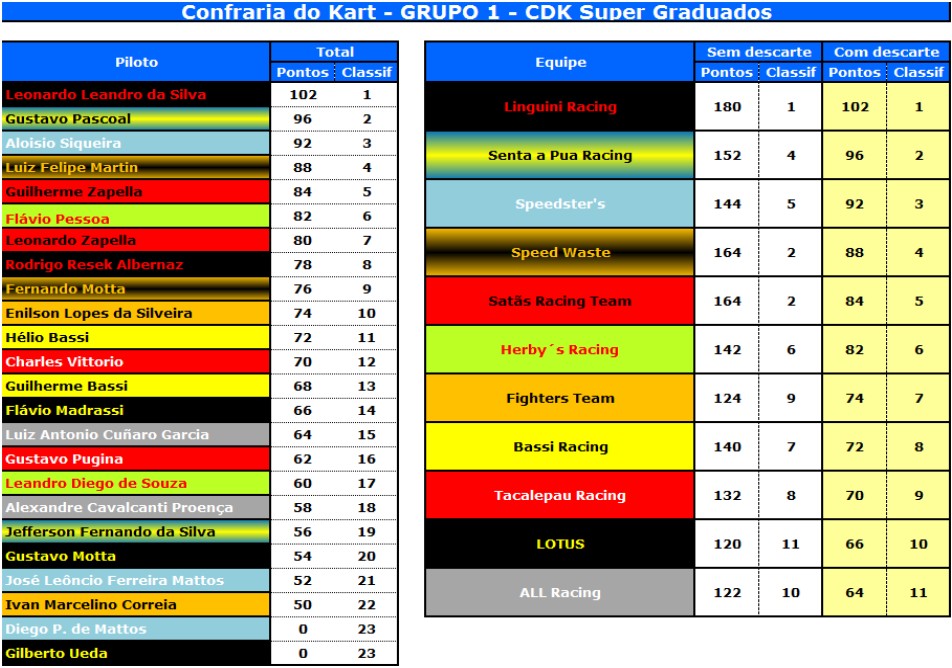 Confraria do Kart - GRUPO 1 - CDK Super Graduados
Piloto Total
Pontos Classif
Leonardo Leandro da Silva 102 1
Gustavo Pascoal 96 2
Aloisio Siqueira 92 3
Luiz Felipe Martin 88 4
Guilherme Zapella 84 5
Flávio Pessoa 82 6
Leonardo Zapella 80 7
Rodrigo Resek Albernaz 78 8
Fernando Motta 76 9
Enilson Lopes da Silveira 74 10
Hélio Bassi 72 11
Charles Vittorio 70 12
Guilherme Bassi 68 13
Flávio Madrassi 66 14
Luiz Antonio Cuñaro Garcia 64 15
Gustavo Pugina 62 16
Leandro Diego de Souza 60 17
Alexandre Cavalcanti Proença 58 18
Jefferson Fernando da Silva 56 19
Gustavo Motta 54 20
José Leôncio Ferreira Mattos 52 21
Ivan Marcelino Correia 50 22
Diego P. de Mattos 0 23
Gilberto Ueda 0 23
Equipe Sem descarte Com descarte
Pontos Classif Pontos Classif
Linguini Racing 180 1 102 1
Senta a Pua Racing 152 4 96 2
Speedster's 144 5 92 3
Speed Waste 164 2 88 4
Satãs Racing Team 164 2 84 5
Herby´s Racing 142 6 82 6
Fighters Team 124 9 74 7
Bassi Racing 140 7 72 8
Tacalepau Racing 132 8 70 9
LOTUS 120 11 66 10
ALL Racing 122 10 64 11